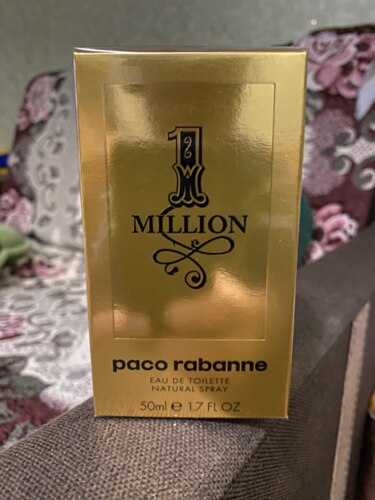 1
MILLION
paco rabanne
EAU DE TOILETTE
NATURAL SPRAY
50ml ℮ 1.7 FL OZ